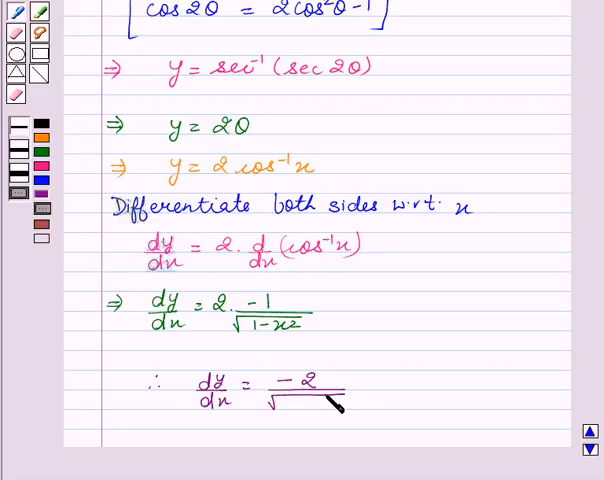 [cos 2θ = 2cos²θ - 1]
⇒ y = sec⁻¹ (sec 2θ)
⇒ y = 2θ
⇒ y = 2 cos⁻¹ x
Differentiate both sides w.r.t. x
dy/dx = 2. d/dx (cos⁻¹x)
⇒ dy/dx = 2. -1/√(1-x²)
∴ dy/dx = -2/√